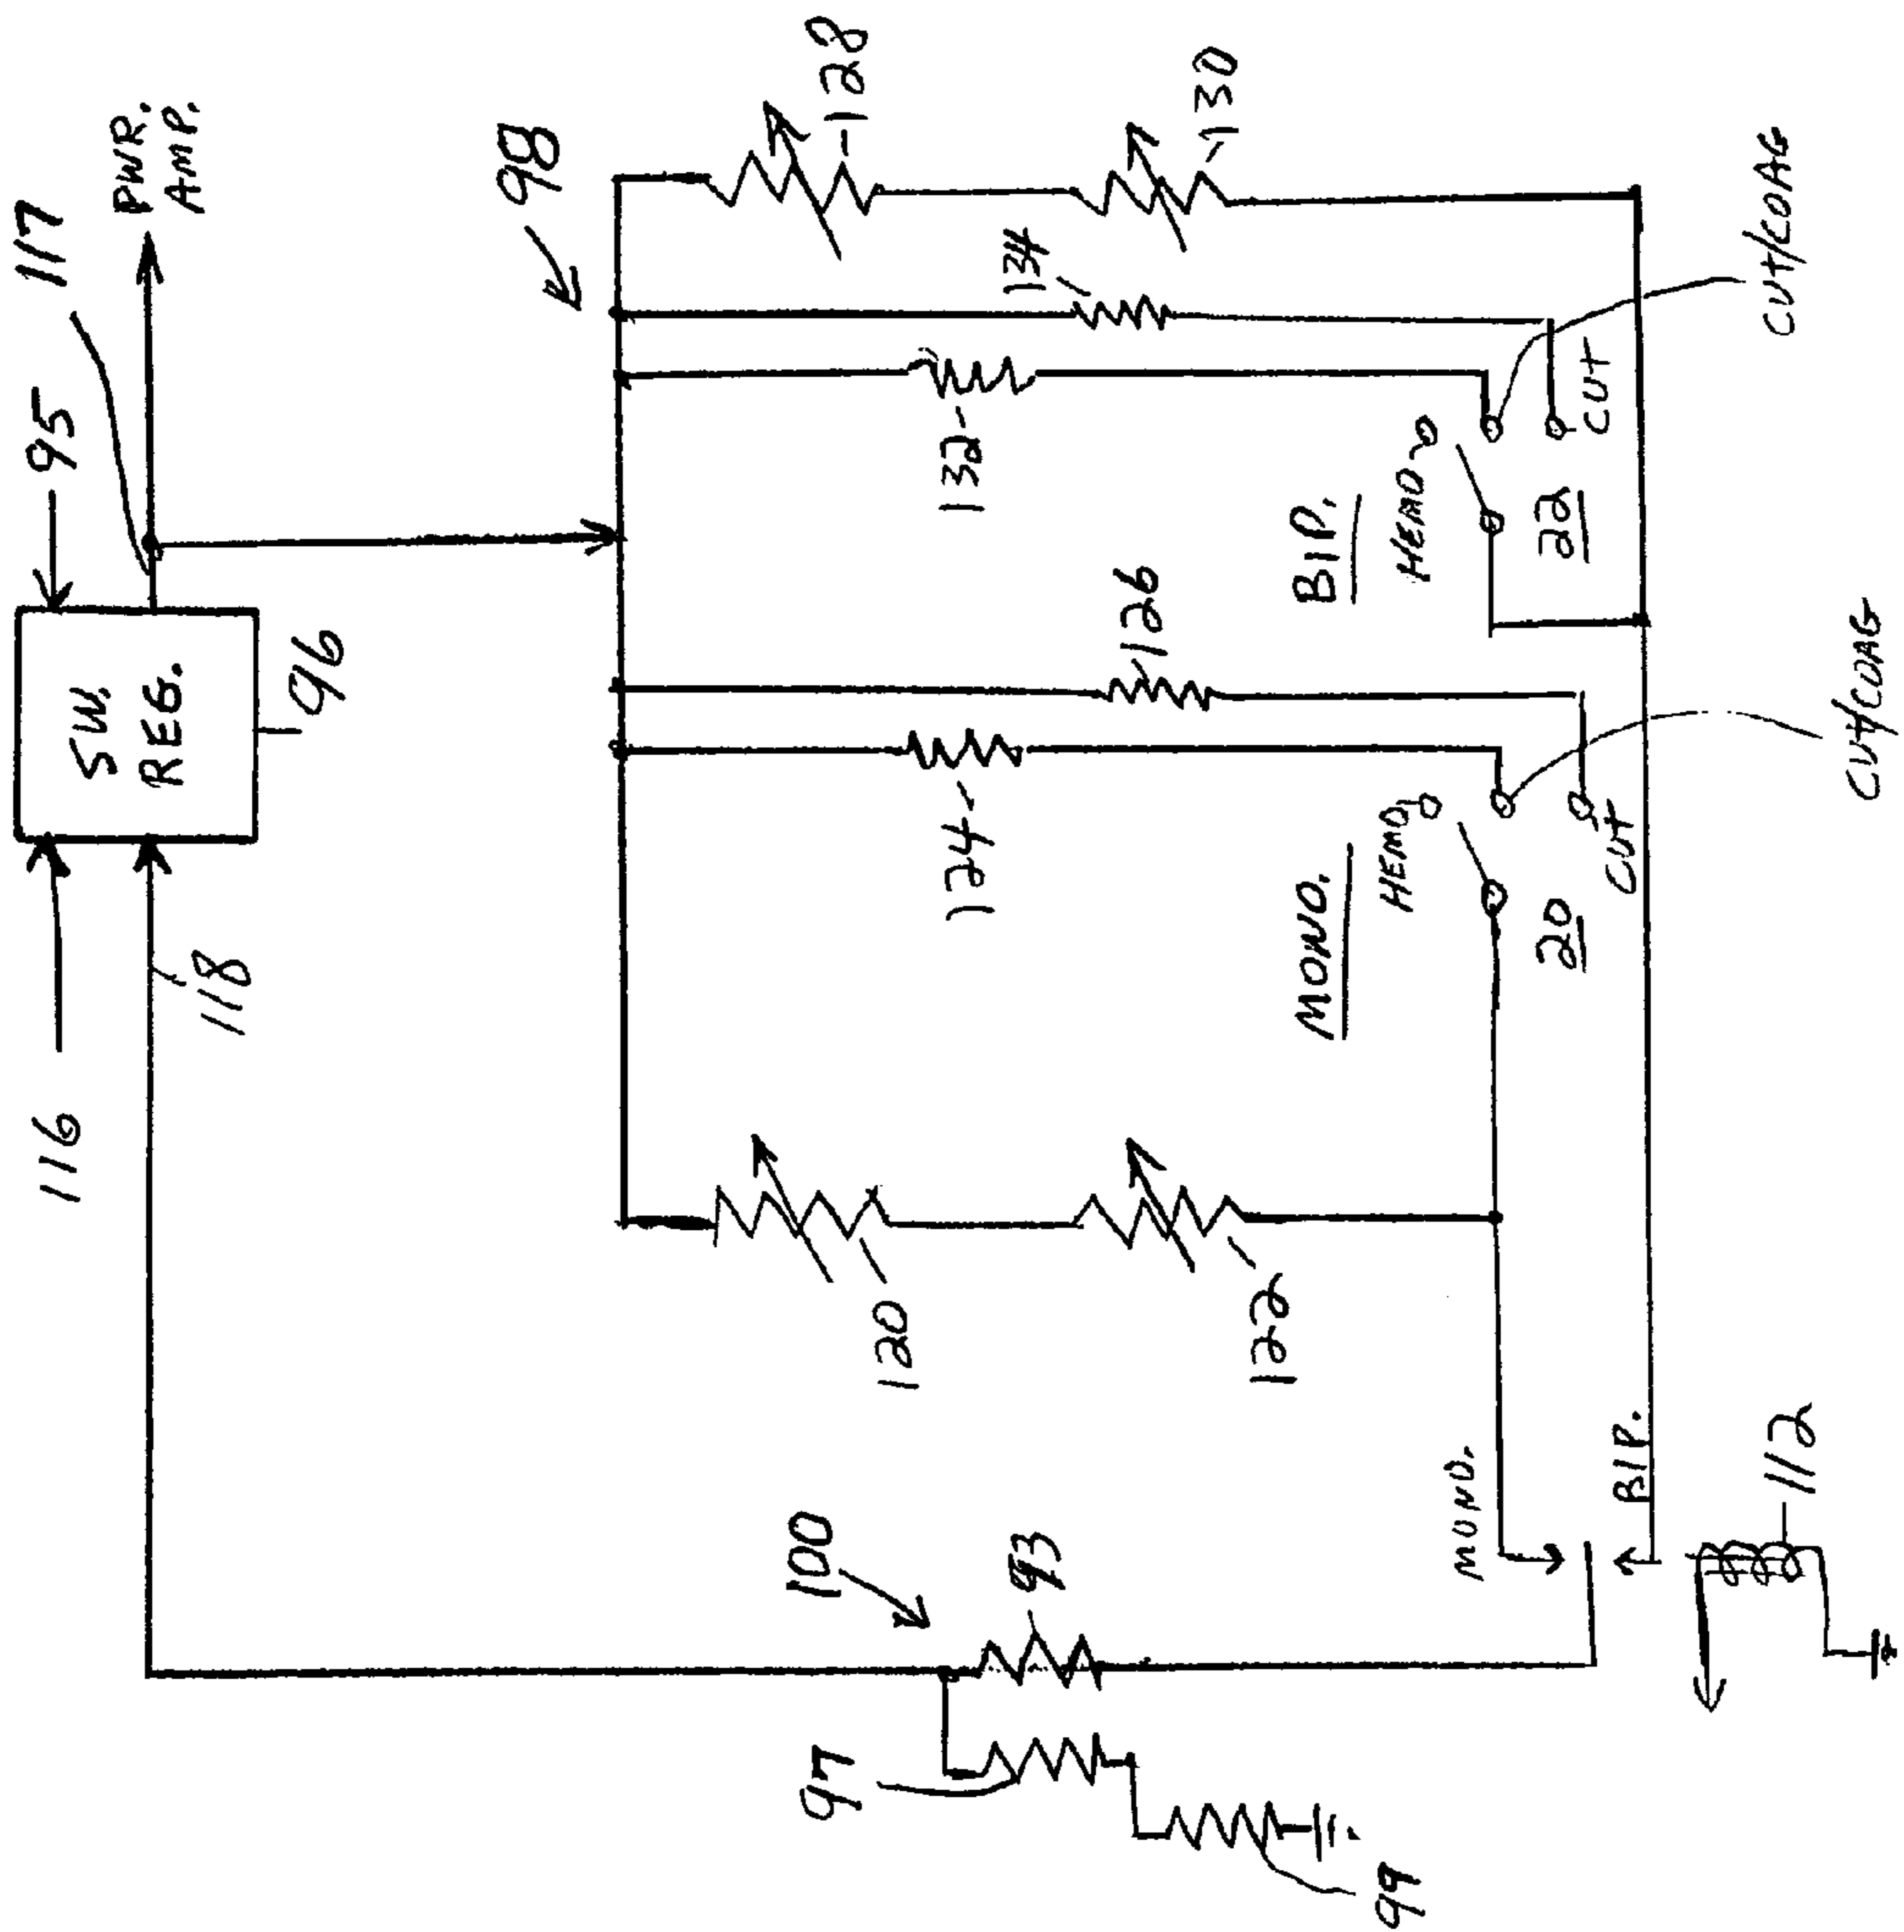 117
PWR.
AMP.
95
SW.
REG.
96
116
118
98
128
130
134
132
BIP.
HEMO
22
CUT
CUT/COAG
126
124
MONO.
HEMO
20
CUT
CUT/COAG
120
122
100
93
97
99
MONO.
BIP.
112